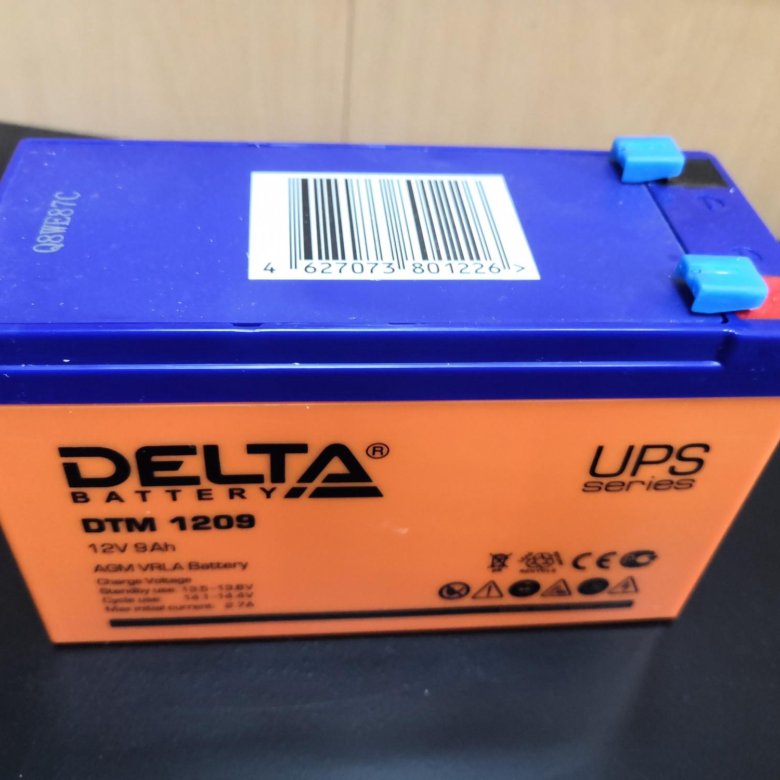 Q8WE87C
4 627073 801226 >
DELTA®
BATTERY
DTM 1209
12V 9Ah
AGM VRLA Battery
Charge Voltage
Standby use: 13.5-13.8V
Cycle use: 14.1-14.4V
Max initial current: 2.7A
UPS
series
CE